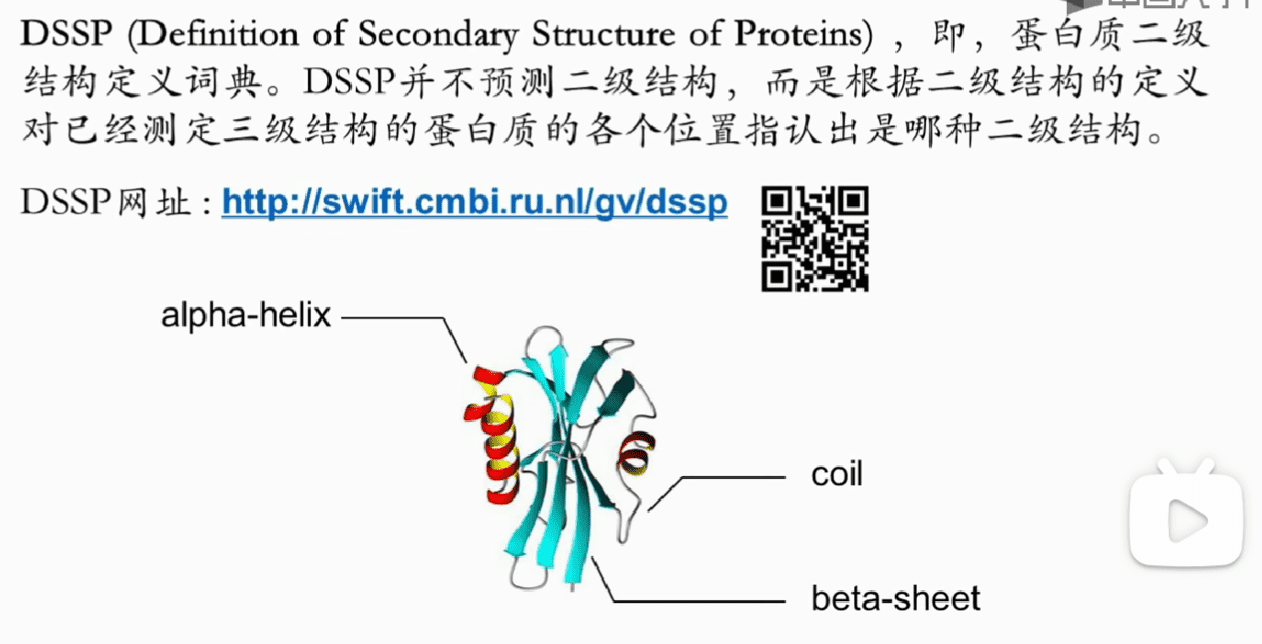 DSSP (Definition of Secondary Structure of Proteins)，即，蛋白质二级
结构定义词典。DSSP并不预测二级结构，而是根据二级结构的定义
对已经测定三级结构的蛋白质的各个位置指认出是哪种二级结构。
DSSP网址：http://swift.cmbi.ru.nl/gv/dssp
alpha-helix
coil
beta-sheet